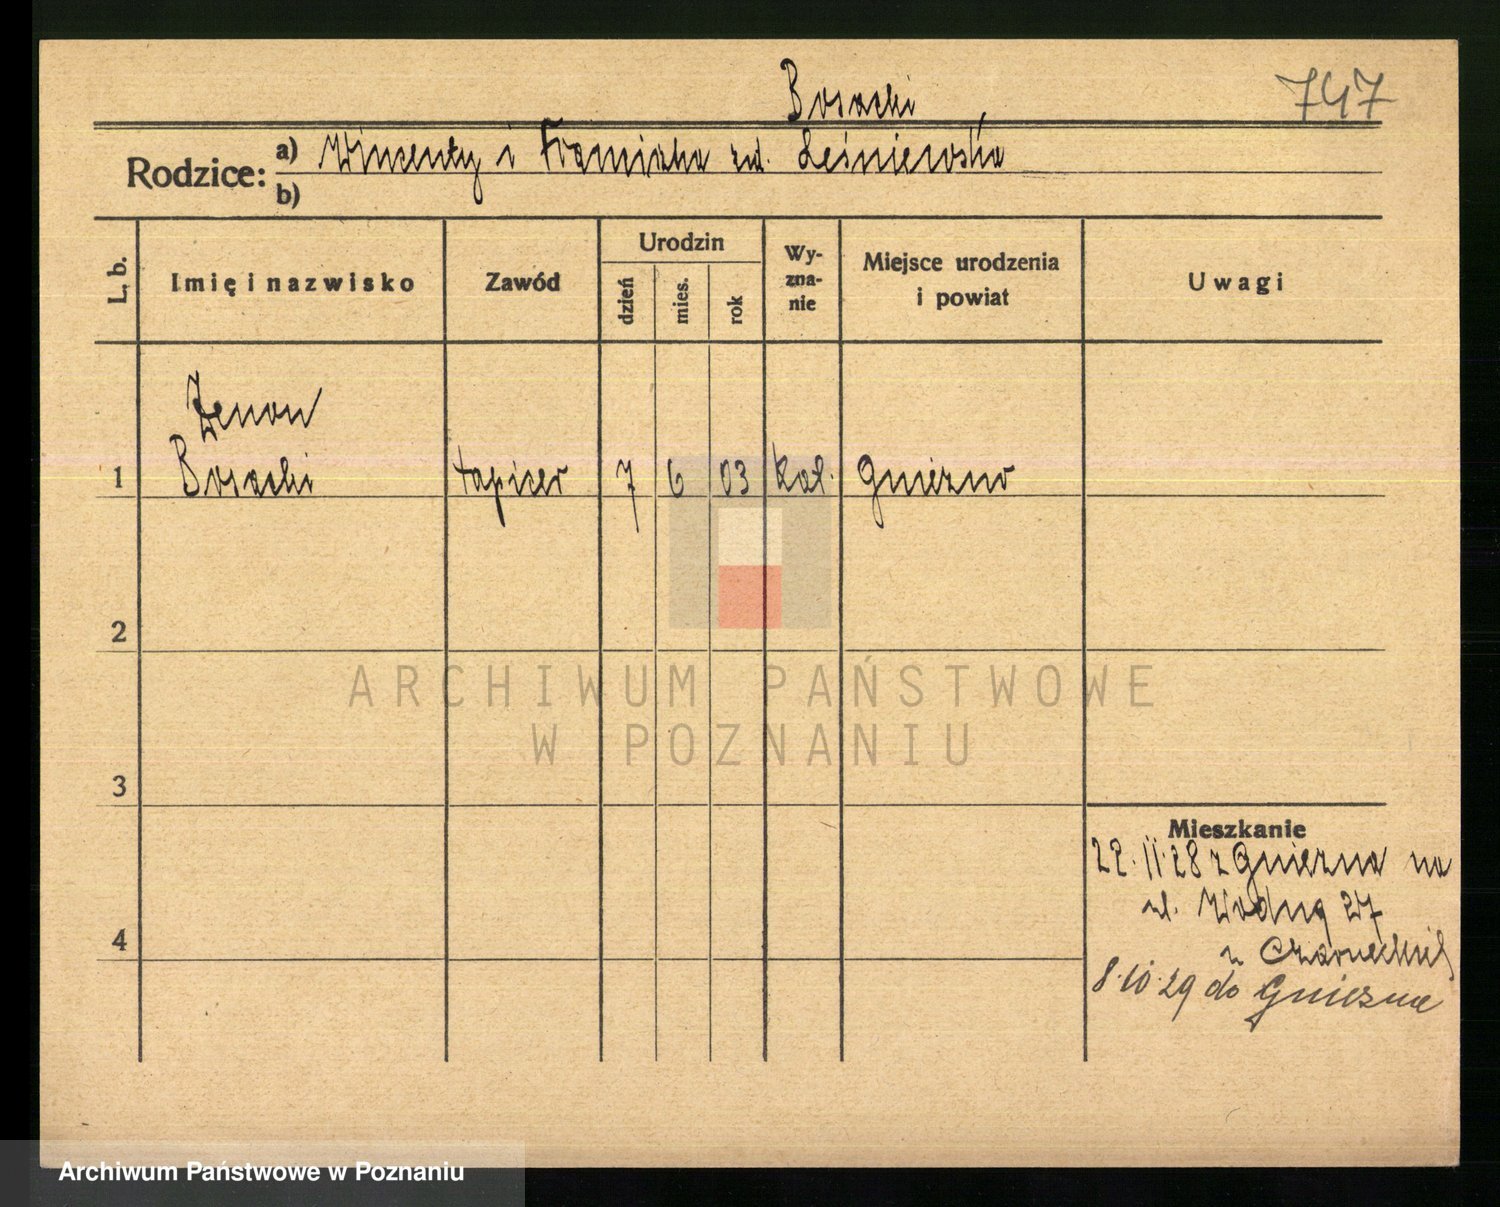 Bosacki
747
Rodzice: a) Wincenty i Franciszka zd. Leśniewska
b)
L. b.
Imię i nazwisko
Zawód
Urodzin
dzień
mies.
rok
Wy-
zna-
nie
Miejsce urodzenia
i powiat
Uwagi
Zenon
1 Bosacki tapicer 7 6 03 kat. Gniezno
2
ARCHIWUM PAŃSTWOWE
W POZNANIU
3
Mieszkanie
22.11.28 z Gniezna na
ul. Wodną 27
4
8.10.29 do Gniezna
Archiwum Państwowe w Poznaniu